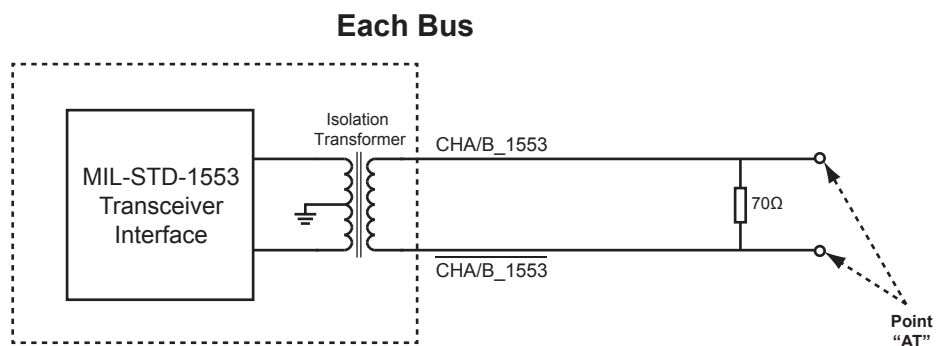 Each Bus
Isolation
Transformer
CHA/B_1553
MIL-STD-1553
Transceiver
Interface
70Ω
CHA/B_1553
Point
“AT”